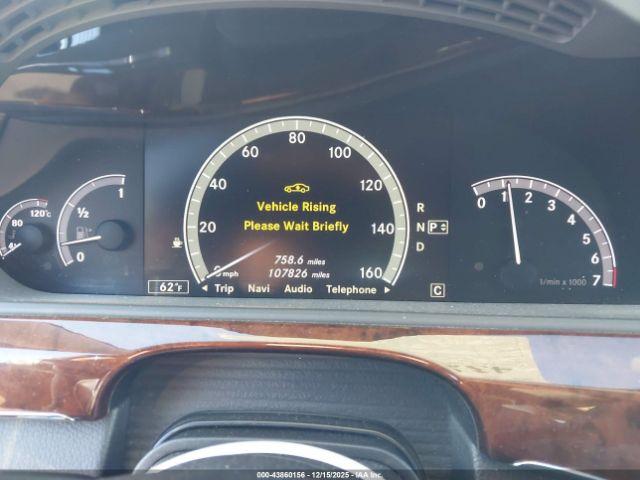 120°C
80
4
1
½
0
0
20
40
60
80
100
120
140
160
mph
Vehicle Rising
Please Wait Briefly
758.6 miles
107826 miles
Trip Navi Audio Telephone
62°F
R
N P
D
C
0 1 2 3 4 5 6 7
1/min x 1000
000-43860156 - 12/15/2025 - IAA Inc.